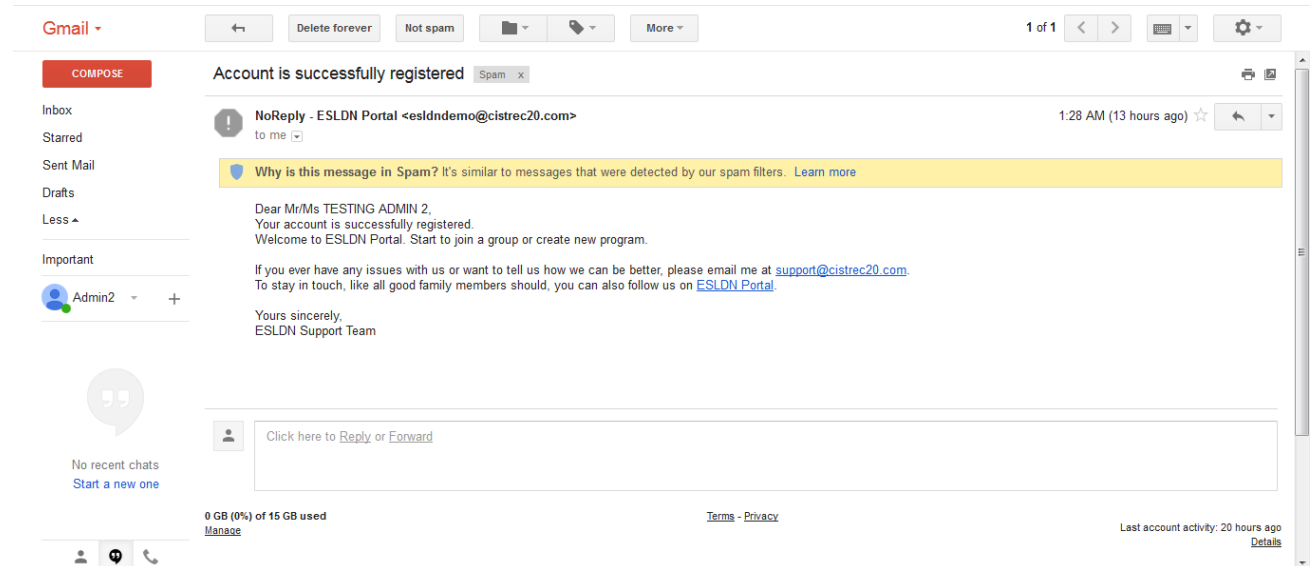 Gmail
Delete forever
Not spam
More
1 of 1
COMPOSE
Inbox
Starred
Sent Mail
Drafts
Less
Important
Admin2
+
No recent chats
Start a new one
Account is successfully registered
Spam x
NoReply - ESLDN Portal <esldndemo@cistrec20.com>
to me
1:28 AM (13 hours ago)
Why is this message in Spam? It's similar to messages that were detected by our spam filters. Learn more
Dear Mr/Ms TESTING ADMIN 2,
Your account is successfully registered.
Welcome to ESLDN Portal. Start to join a group or create new program.
If you ever have any issues with us or want to tell us how we can be better, please email me at support@cistrec20.com.
To stay in touch, like all good family members should, you can also follow us on ESLDN Portal.
Yours sincerely,
ESLDN Support Team
Click here to Reply or Forward
0 GB (0%) of 15 GB used
Manage
Terms - Privacy
Last account activity: 20 hours ago
Details